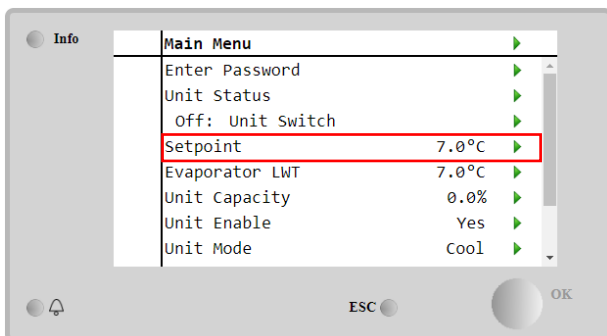 Info
Main Menu
Enter Password
Unit Status
Off: Unit Switch
Setpoint 7.0°C
Evaporator LWT 7.0°C
Unit Capacity 0.0%
Unit Enable Yes
Unit Mode Cool
ESC
OK